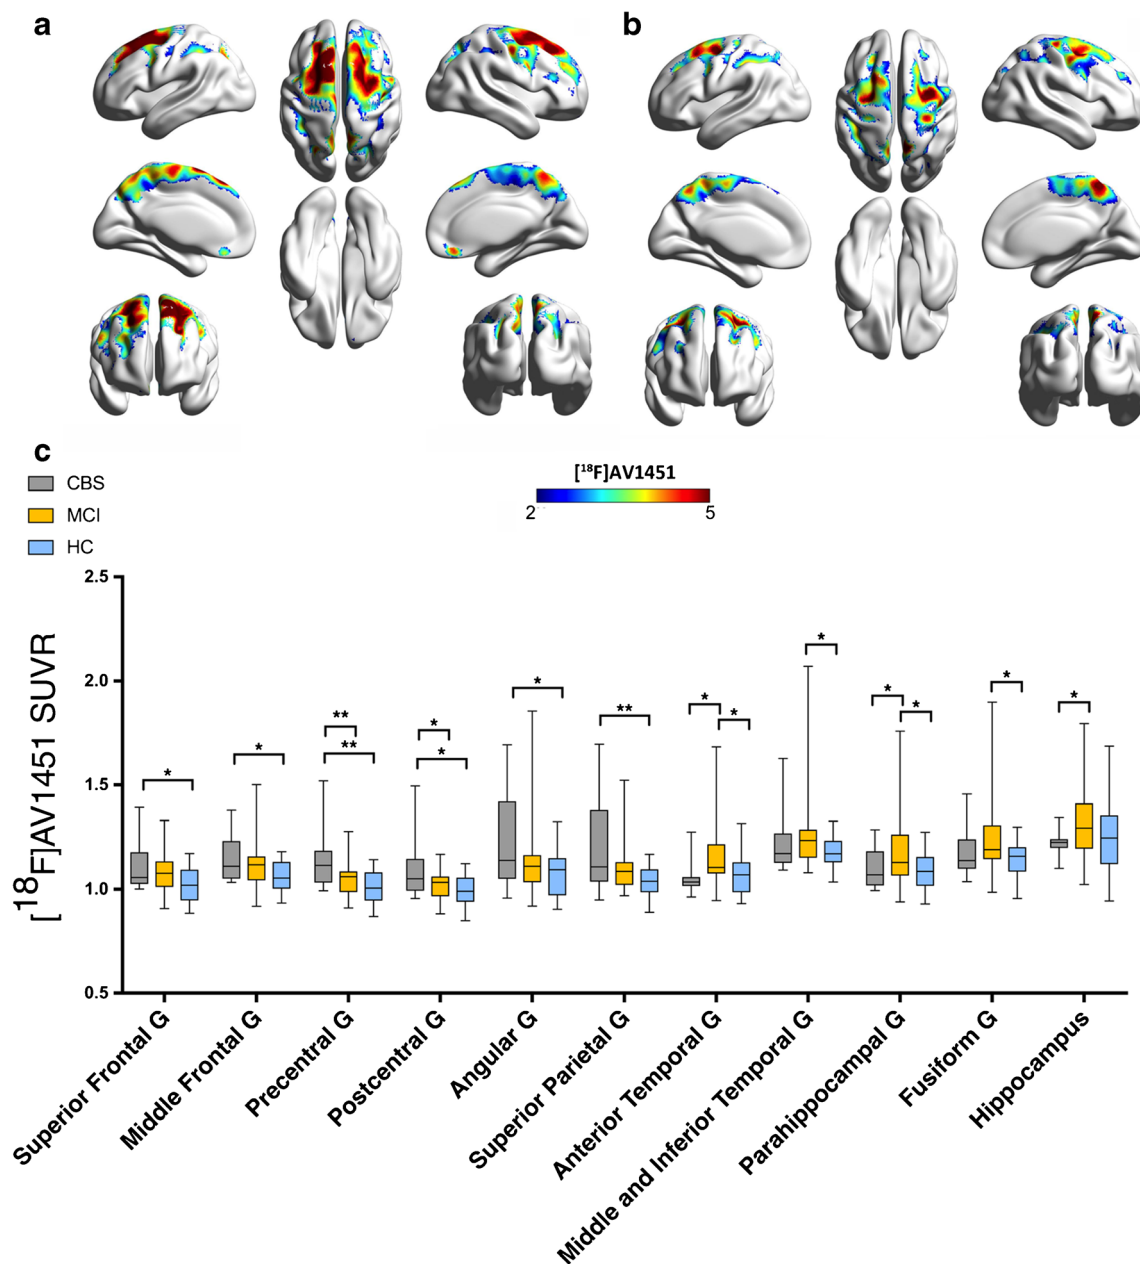 a
b
c
CBS
MCI
HC
[¹⁸F]AV1451
2
5
[¹⁸F]AV1451 SUVR
2.5
2.0
1.5
1.0
0.5
*
*
**
**
*
*
*
**
*
*
*
*
*
*
*
Superior Frontal G
Middle Frontal G
Precentral G
Postcentral G
Angular G
Superior Parietal G
Anterior Temporal G
Middle and Inferior Temporal G
Parahippocampal G
Fusiform G
Hippocampus